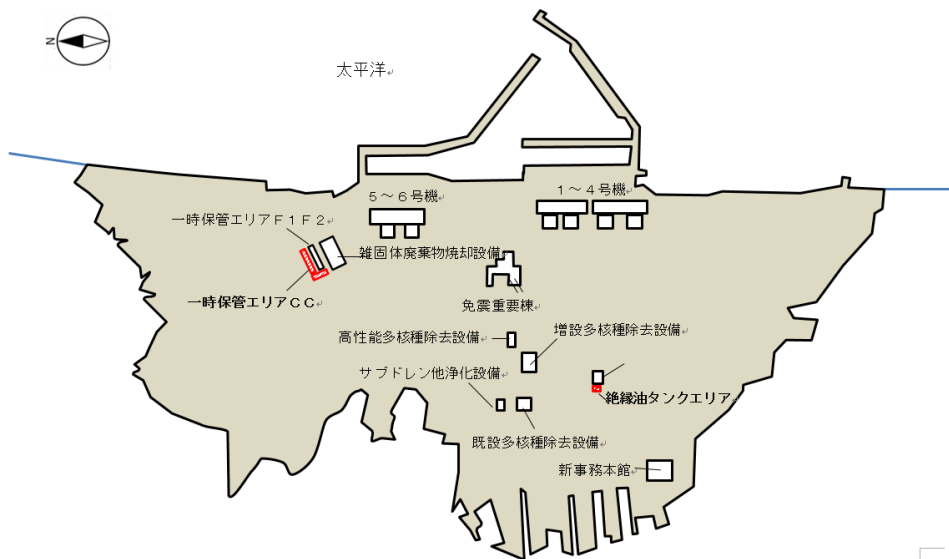 N
太平洋
5～6号機
1～4号機
一時保管エリアF1F2
雑固体廃棄物焼却設備
一時保管エリアCC
免震重要棟
高性能多核種除去設備
増設多核種除去設備
サブドレン他浄化設備
絶縁油タンクエリア
既設多核種除去設備
新事務本館